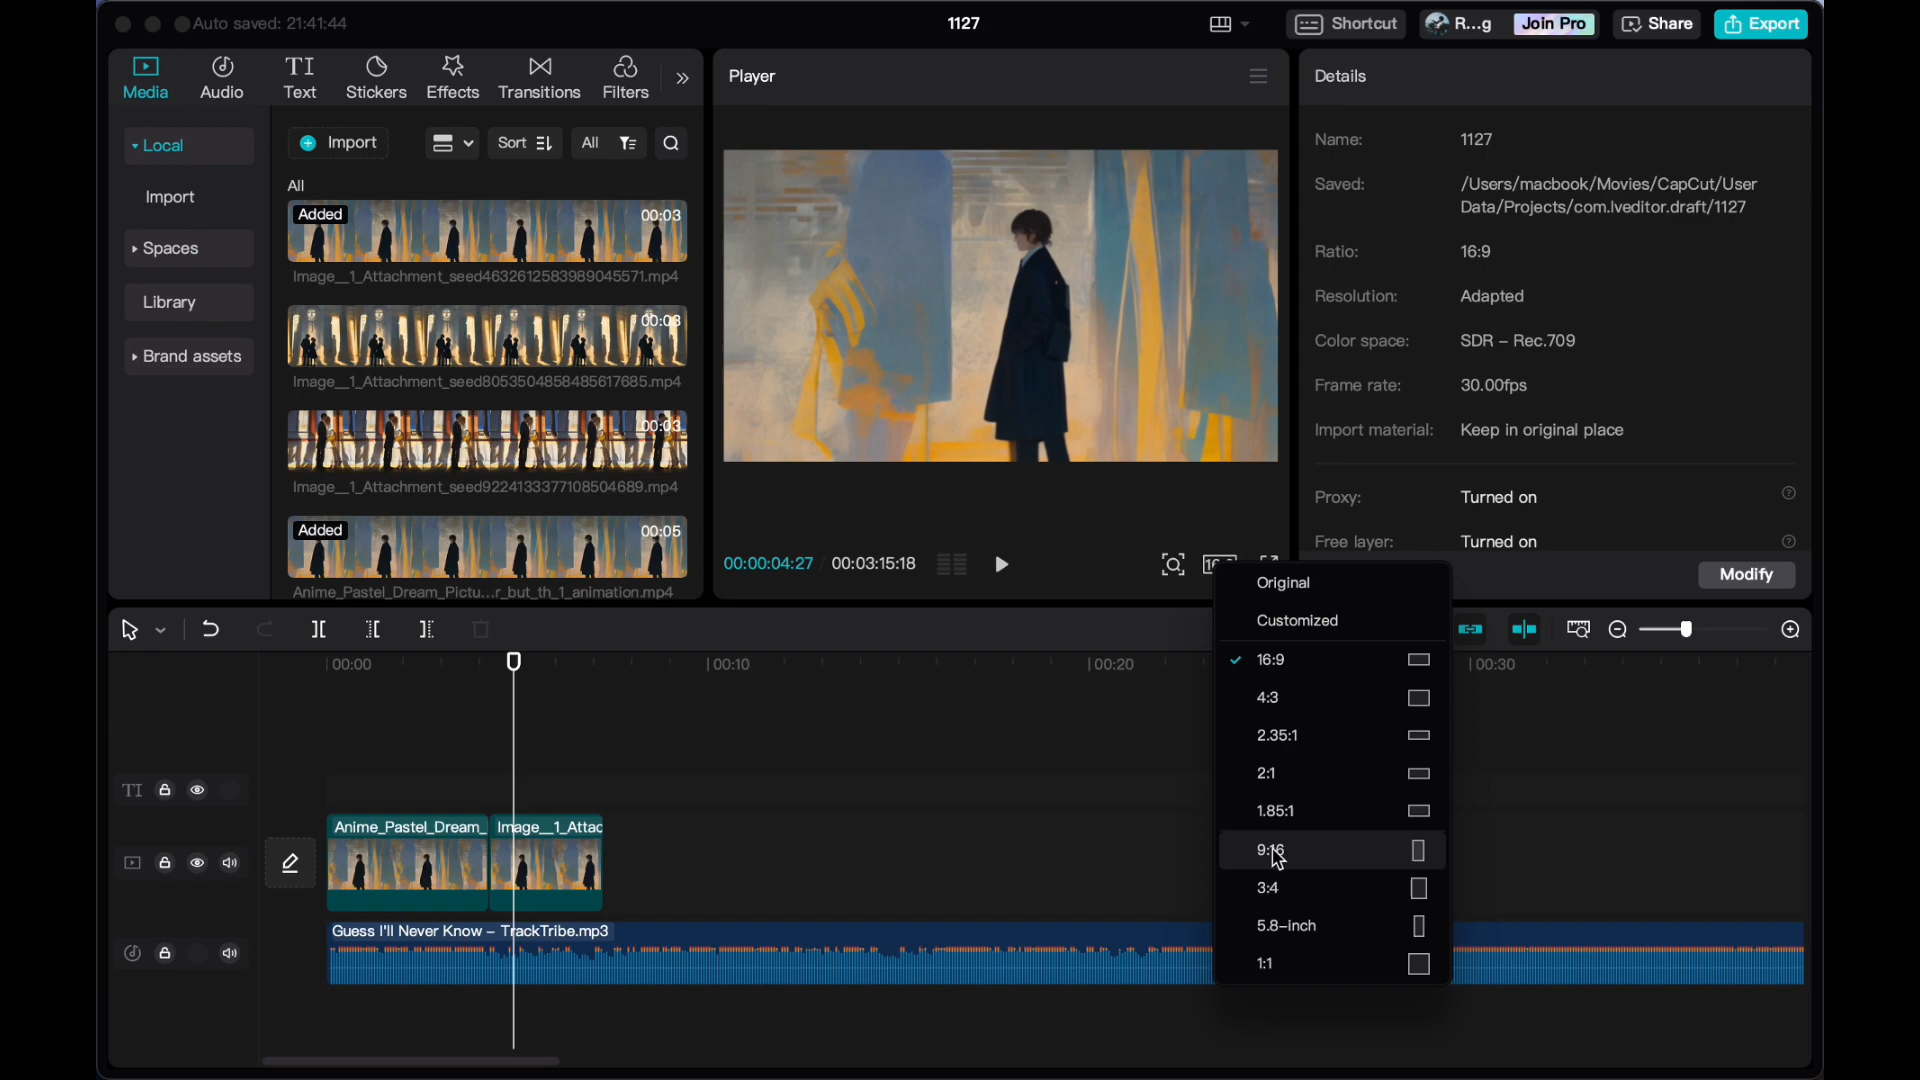 Auto saved: 21:41:44
1127
Shortcut
R...g
Join Pro
Share
Export
Media
Audio
Text
Stickers
Effects
Transitions
Filters
Local
Import
Spaces
Library
Brand assets
Import
Sort
All
All
Added
00:03
Image__1_Attachment_seed4632612583989045571.mp4
00:03
Image__1_Attachment_seed8053504858485617685.mp4
00:03
Image__1_Attachment_seed9224133377108504689.mp4
Added
00:05
Anime_Pastel_Dream_Pictu...r_but_th_1_animation.mp4
Player
00:00:04:27 / 00:03:15:18
Details
Name: 1127
Saved: /Users/macbook/Movies/CapCut/User
Data/Projects/com.lveditor.draft/1127
Ratio: 16:9
Resolution: Adapted
Color space: SDR – Rec.709
Frame rate: 30.00fps
Import material: Keep in original place
Proxy: Turned on
Free layer: Turned on
Modify
Original
Customized
16:9
4:3
2.35:1
2:1
1.85:1
9:16
3:4
5.8-inch
1:1
00:00
00:10
00:20
00:30
TI
Anime_Pastel_Dream_
Image__1_Attac
Guess I'll Never Know – TrackTribe.mp3